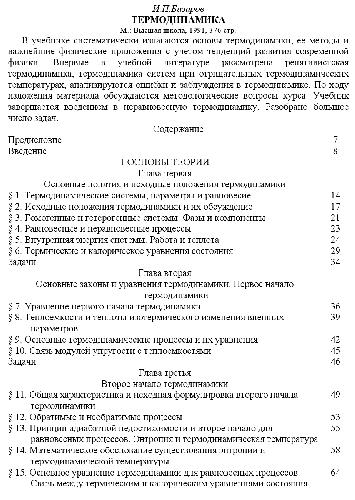 И.П.Базаров
ТЕРМОДИНАМИКА
М.: Высшая школа, 1991, 376 стр.
В учебнике систематически излагаются основы термодинамики, ее методы и
важнейшие физические приложения с учетом тенденций развития современной
физики. Впервые в учебной литературе рассмотрена релятивистская
термодинамика, термодинамика систем при отрицательных термодинамических
температурах, анализируются ошибки и заблуждения в термодинамике. По ходу
изложения материала обсуждаются методологические вопросы курса. Учебник
завершается введением в неравновесную термодинамику. Разобрано большее
число задач.
Содержание
Предисловие 7
Введение 8
I ОСНОВЫ ТЕОРИИ
Глава первая
Основные понятия и исходные положения термодинамики
§ 1. Термодинамические системы, параметры и равновесие 14
§ 2. Исходные положения термодинамики и их обсуждение 17
§ 3. Гомогенные и гетерогенные системы. Фазы и компоненты 21
§ 4. Равновесные и неравновесные процессы 23
§ 5. Внутренняя энергия системы. Работа и теплота 24
§ 6. Термические и калорическое уравнения состояния 29
Задачи 34
Глава вторая
Основные законы и уравнения термодинамики. Первое начало
термодинамики
§ 7. Уравнение первого начала термодинамики 36
§ 8. Теплоемкости и теплоты изотермического изменения внешних 39
параметров
§ 9. Основные термодинамические процессы и их уравнения 42
§ 10. Связь модулей упругости с теплоемкостями 45
Задачи 46
Глава третья
Второе начало термодинамики
§ 11. Общая характеристика и исходная формулировка второго начала 49
термодинамики
§ 12. Обратимые и необратимые процессы 53
§ 13. Принцип адиабатной недостижимости и второе начало для 55
равновесных процессов. Энтропия и термодинамическая температура
§ 14. Математическое обоснование существования энтропии и 58
термодинамической температуры
§ 15. Основное уравнение термодинамики для равновесных процессов. 64
Связь между термическим и калорическим уравнениями состояния